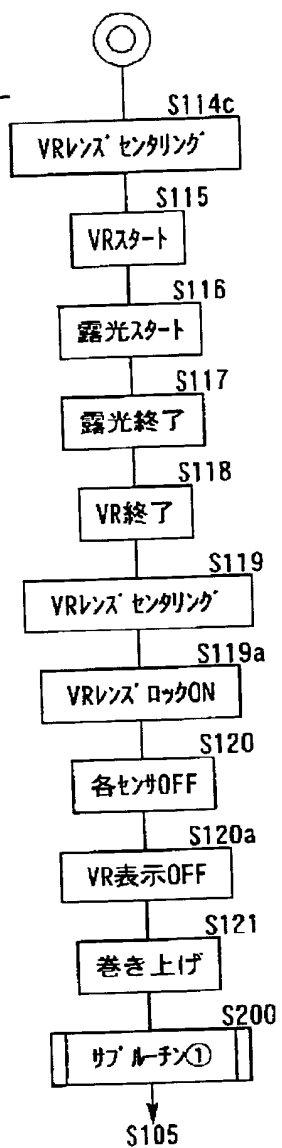 S114c
VRレンズセンタリング
S115
VRスタート
S116
露光スタート
S117
露光終了
S118
VR終了
S119
VRレンズセンタリング
S119a
VRレンズロックON
S120
各センサOFF
S120a
VR表示OFF
S121
巻き上げ
S200
サブルーチン①
S105